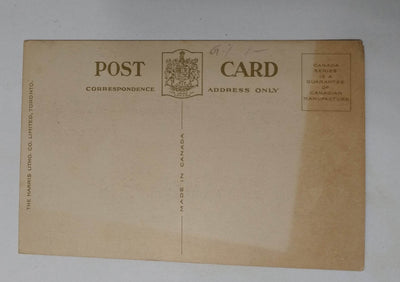 POST CARD
CORRESPONDENCE ADDRESS ONLY
CANADA
SERIES
IS A
GUARANTEE
OF
CANADIAN
MANUFACTURE
THE HARRIS LITHO. CO. LIMITED, TORONTO.
MADE IN CANADA